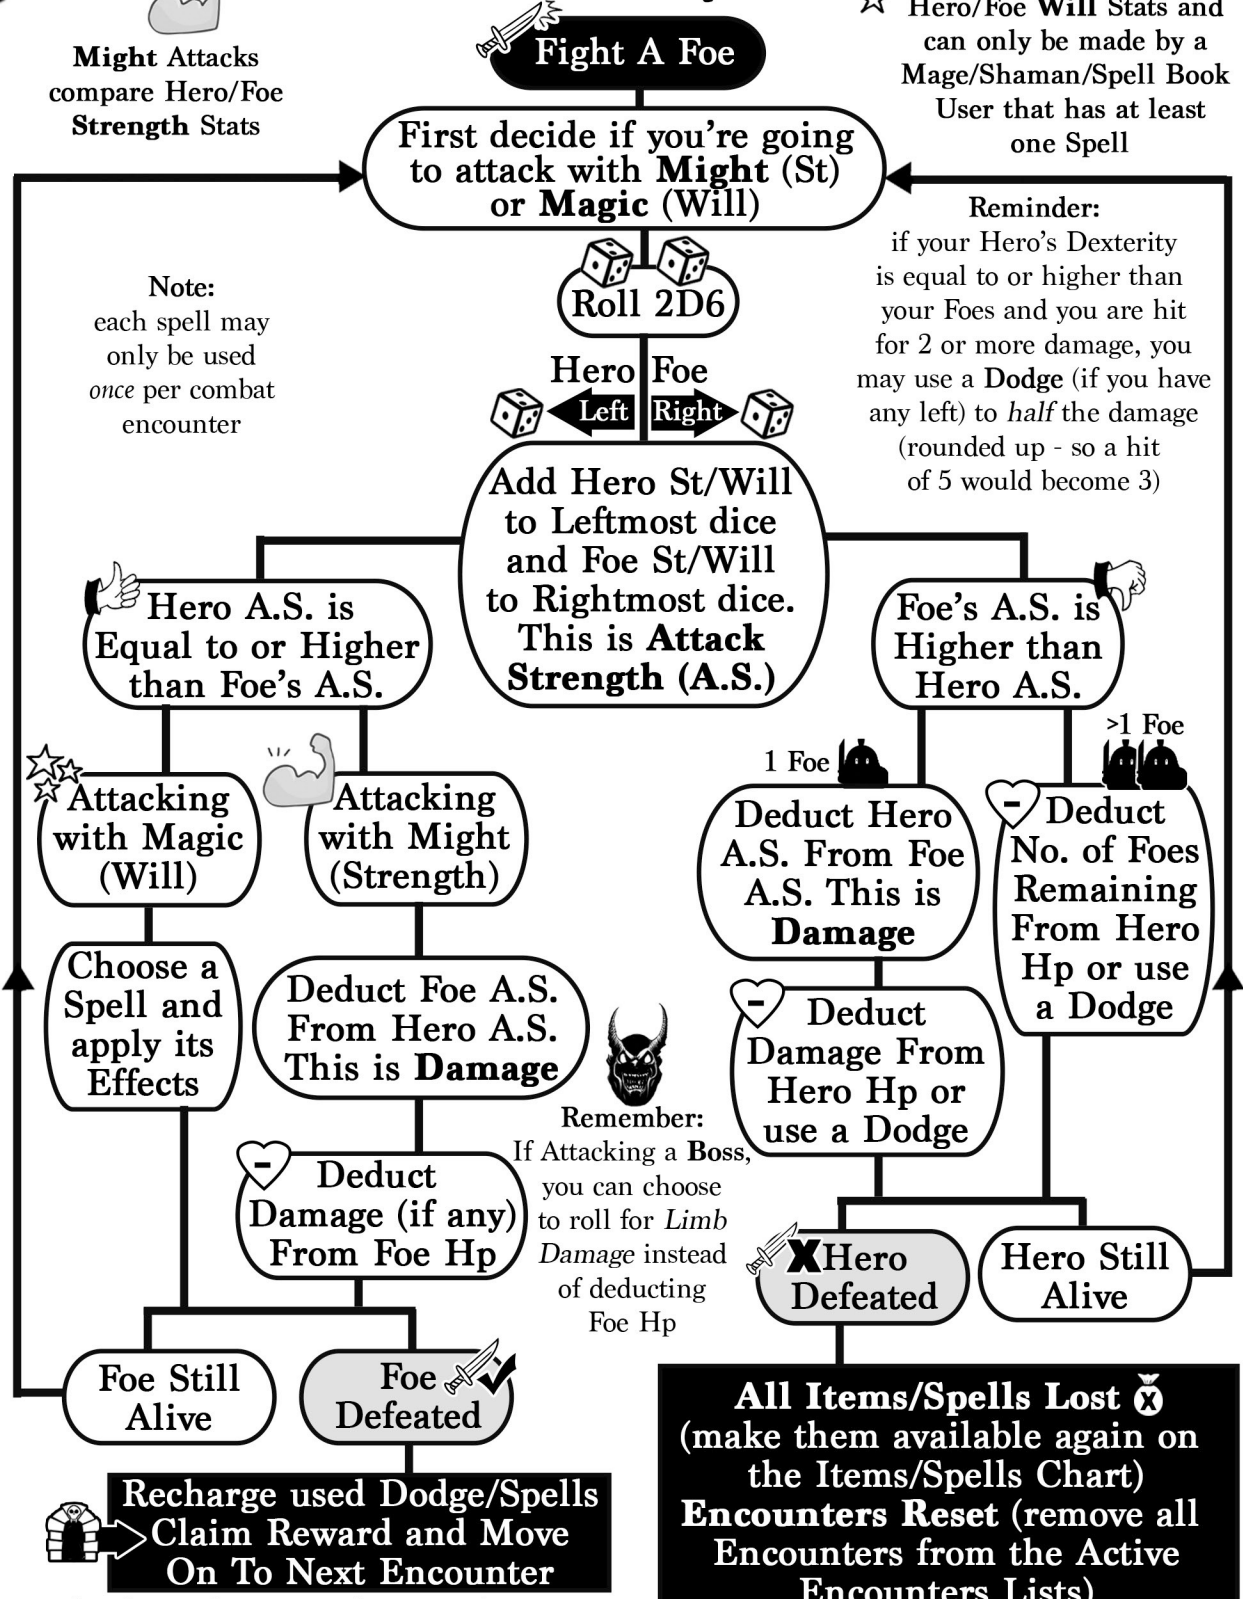 Might Attacks
compare Hero/Foe
Strength Stats
Fight A Foe
Hero/Foe Will Stats and
can only be made by a
Mage/Shaman/Spell Book
User that has at least
one Spell
First decide if you're going
to attack with Might (St)
or Magic (Will)
Reminder:
if your Hero's Dexterity
is equal to or higher than
your Foes and you are hit
for 2 or more damage, you
may use a Dodge (if you have
any left) to half the damage
(rounded up - so a hit
of 5 would become 3)
Note:
each spell may
only be used
once per combat
encounter
Roll 2D6
Hero Foe
Left Right
Add Hero St/Will
to Leftmost dice
and Foe St/Will
to Rightmost dice.
This is Attack
Strength (A.S.)
Hero A.S. is
Equal to or Higher
than Foe's A.S.
Foe's A.S. is
Higher than
Hero A.S.
Attacking
with Magic
(Will)
Attacking
with Might
(Strength)
1 Foe
>1 Foe
Deduct Hero
A.S. From Foe
A.S. This is
Damage
- Deduct
No. of Foes
Remaining
From Hero
Hp or use
a Dodge
Choose a
Spell and
apply its
Effects
Deduct Foe A.S.
From Hero A.S.
This is Damage
- Deduct
Damage From
Hero Hp or
use a Dodge
Remember:
If Attacking a Boss,
you can choose
to roll for Limb
Damage instead
of deducting
Foe Hp
- Deduct
Damage (if any)
From Foe Hp
X Hero
Defeated
Hero Still
Alive
Foe Still
Alive
Foe
Defeated
Recharge used Dodge/Spells
Claim Reward and Move
On To Next Encounter
All Items/Spells Lost X
(make them available again on
the Items/Spells Chart)
Encounters Reset (remove all
Encounters from the Active
Encounters Lists)